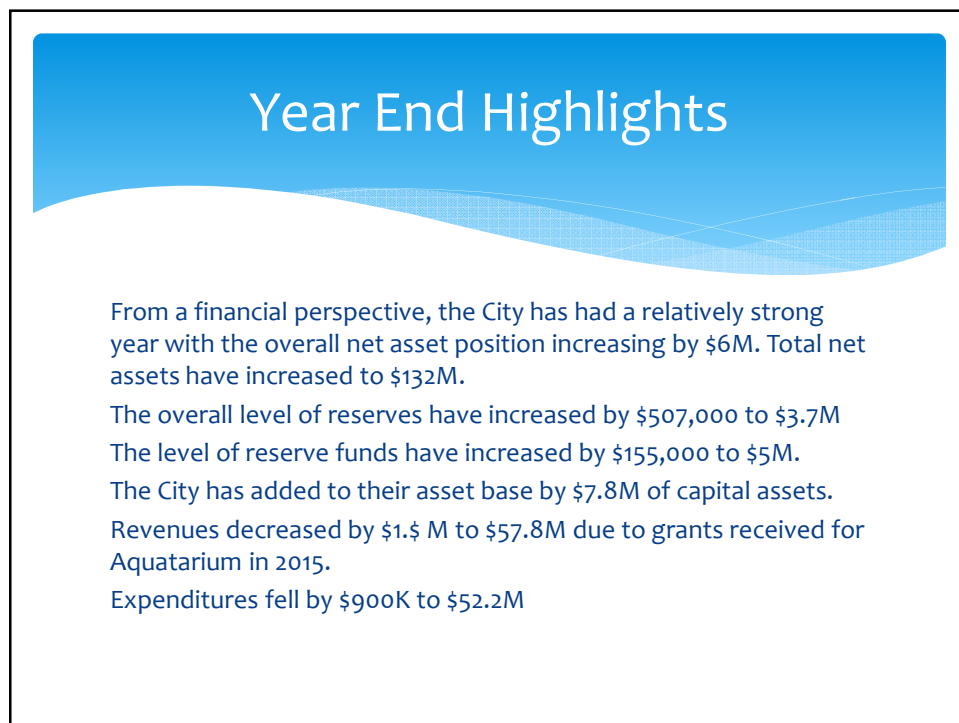 Year End Highlights
From a financial perspective, the City has had a relatively strong
year with the overall net asset position increasing by $6M. Total net
assets have increased to $132M.
The overall level of reserves have increased by $507,000 to $3.7M
The level of reserve funds have increased by $155,000 to $5M.
The City has added to their asset base by $7.8M of capital assets.
Revenues decreased by $1.$ M to $57.8M due to grants received for
Aquatarium in 2015.
Expenditures fell by $900K to $52.2M